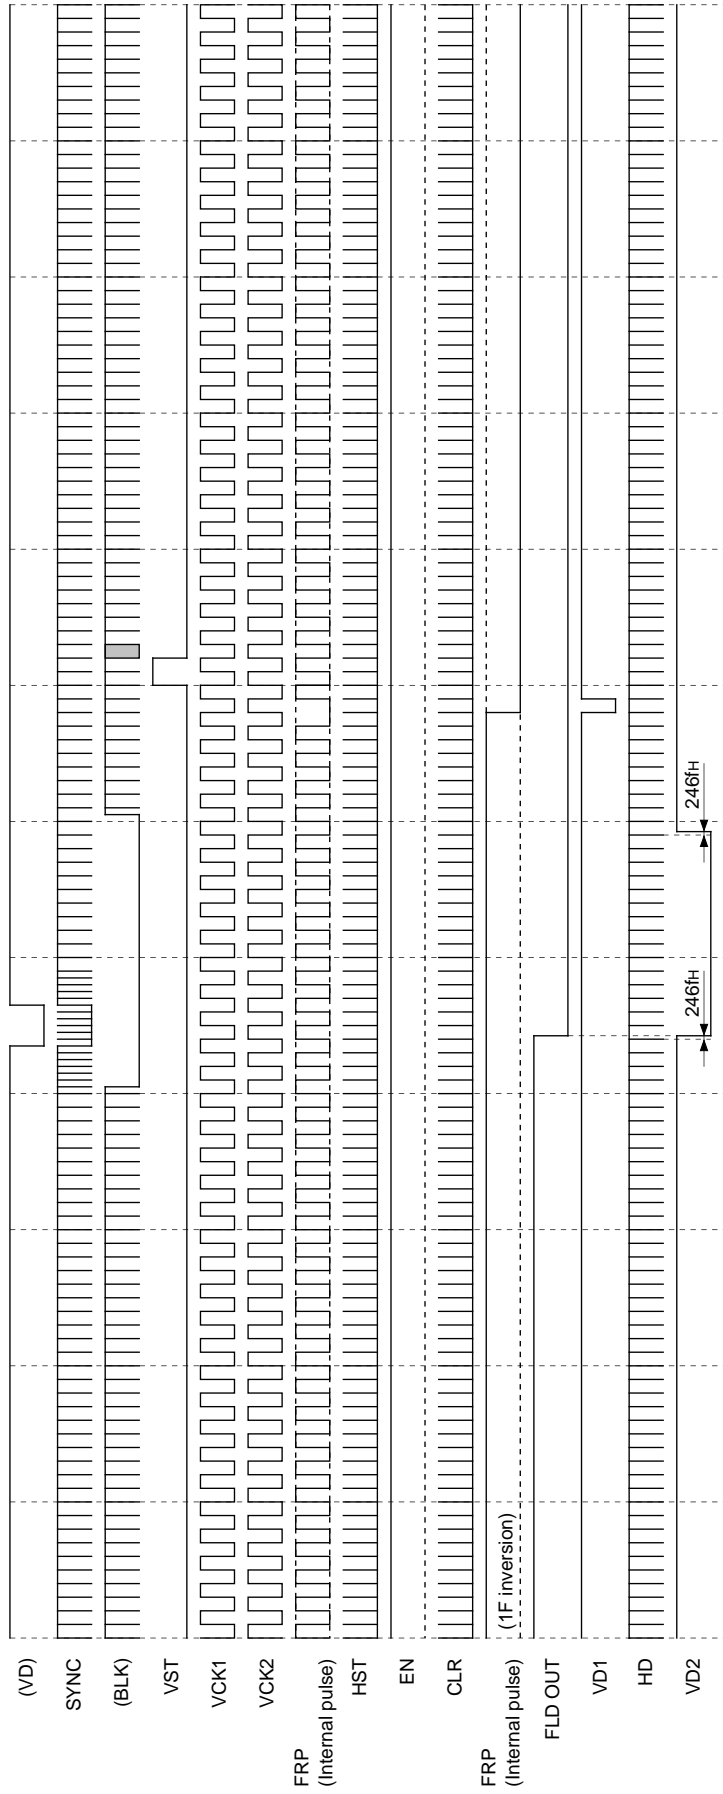 (VD)
SYNC
(BLK)
VST
VCK1
VCK2
FRP
(Internal pulse)
HST
EN
CLR
FRP
(Internal pulse)
(1F inversion)
FLD OUT
VD1
HD
VD2
246fH
246fH